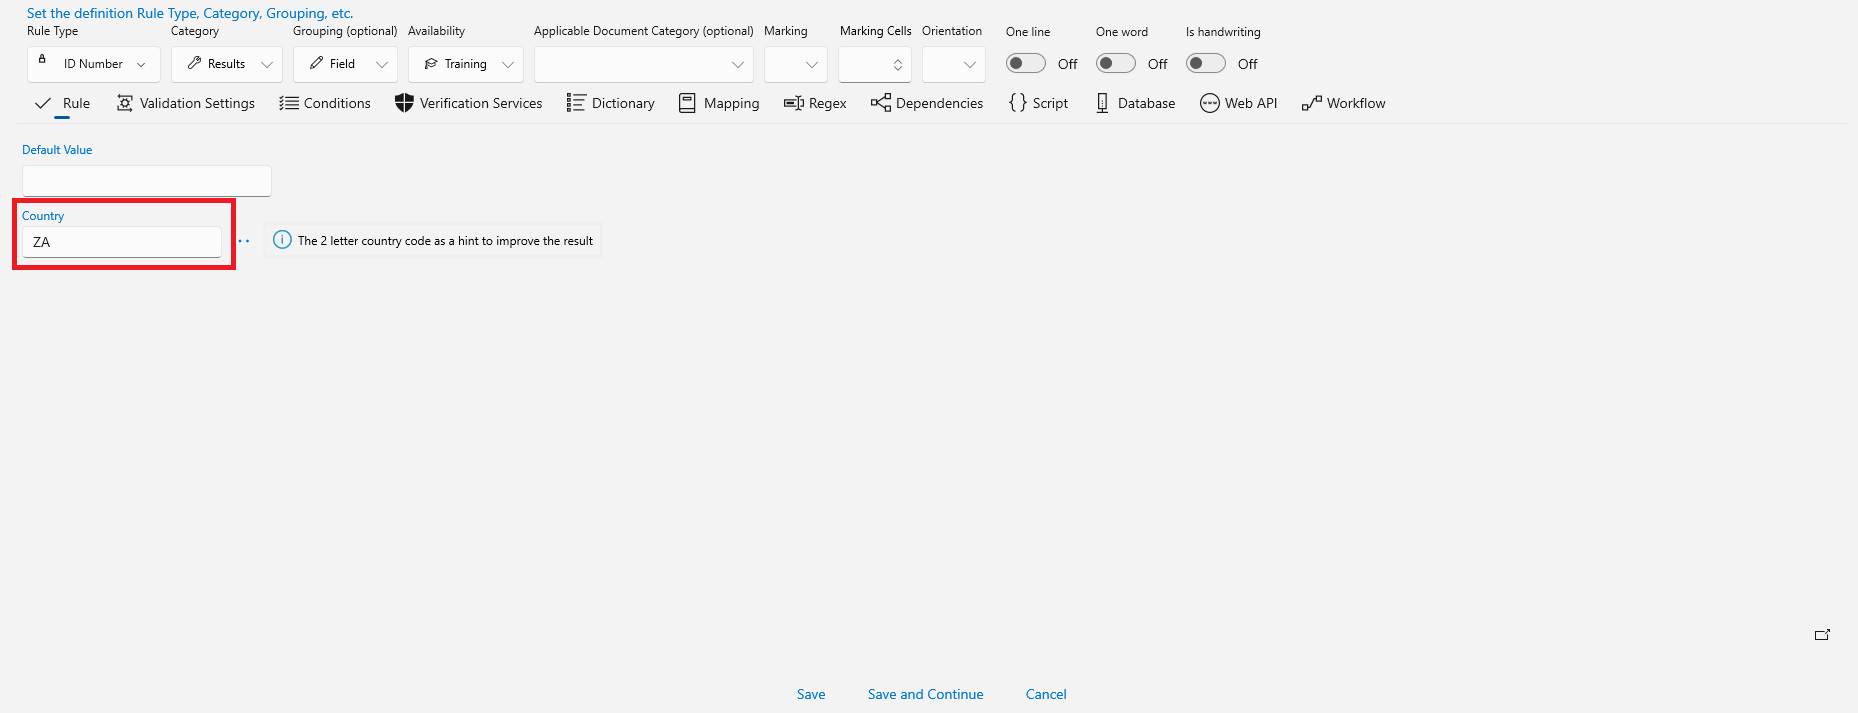 Set the definition Rule Type, Category, Grouping, etc.
Rule Type Category Grouping (optional) Availability Applicable Document Category (optional) Marking Marking Cells Orientation One line One word Is handwriting
ID Number Results Field Training Off Off Off
Rule Validation Settings Conditions Verification Services Dictionary Mapping Regex Dependencies Script Database Web API Workflow
Default Value
Country
ZA
The 2 letter country code as a hint to improve the result
Save Save and Continue Cancel